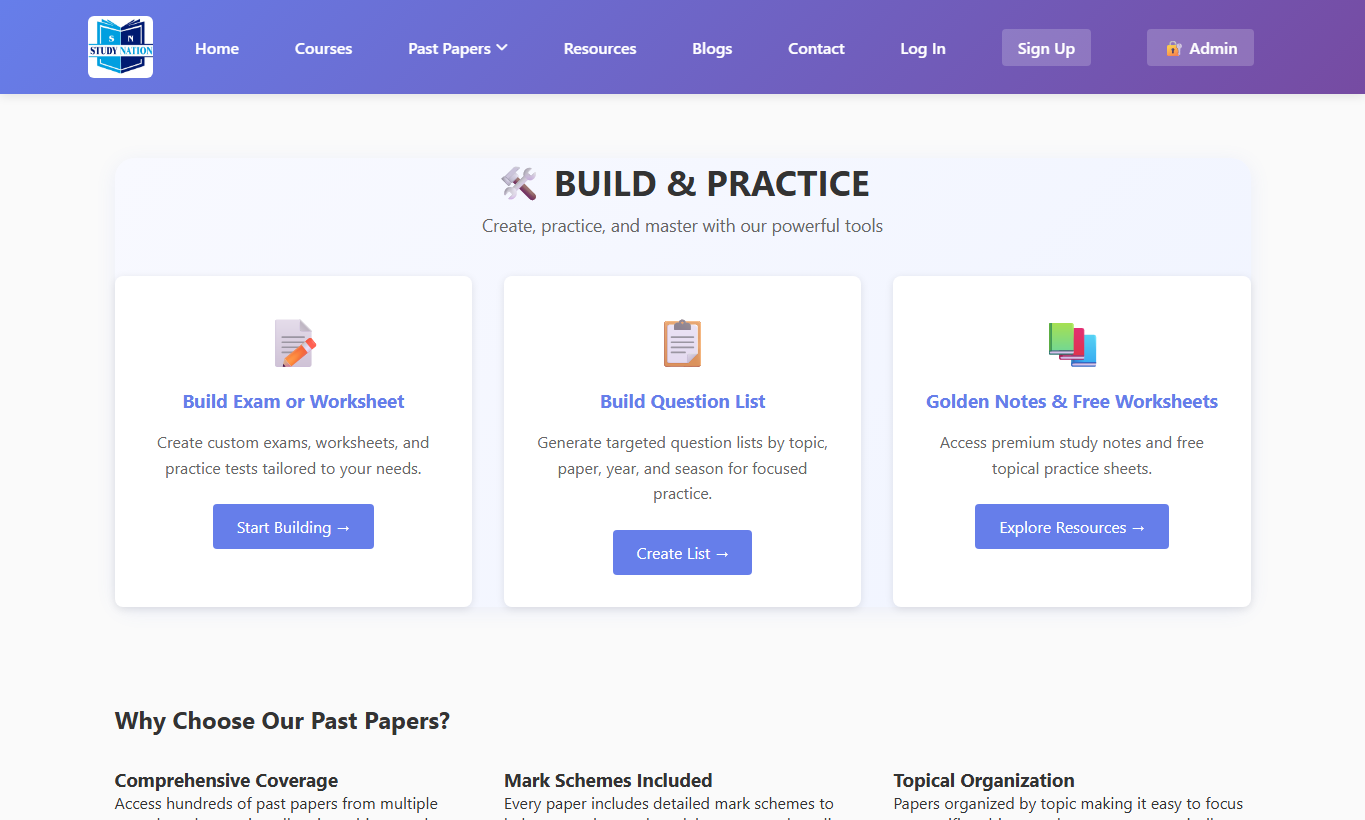 S N
STUDY NATION
Home
Courses
Past Papers
Resources
Blogs
Contact
Log In
Sign Up
Admin
BUILD & PRACTICE
Create, practice, and master with our powerful tools
Build Exam or Worksheet
Create custom exams, worksheets, and
practice tests tailored to your needs.
Start Building →
Build Question List
Generate targeted question lists by topic,
paper, year, and season for focused
practice.
Create List →
Golden Notes & Free Worksheets
Access premium study notes and free
topical practice sheets.
Explore Resources →
Why Choose Our Past Papers?
Comprehensive Coverage
Access hundreds of past papers from multiple
Mark Schemes Included
Every paper includes detailed mark schemes to
Topical Organization
Papers organized by topic making it easy to focus